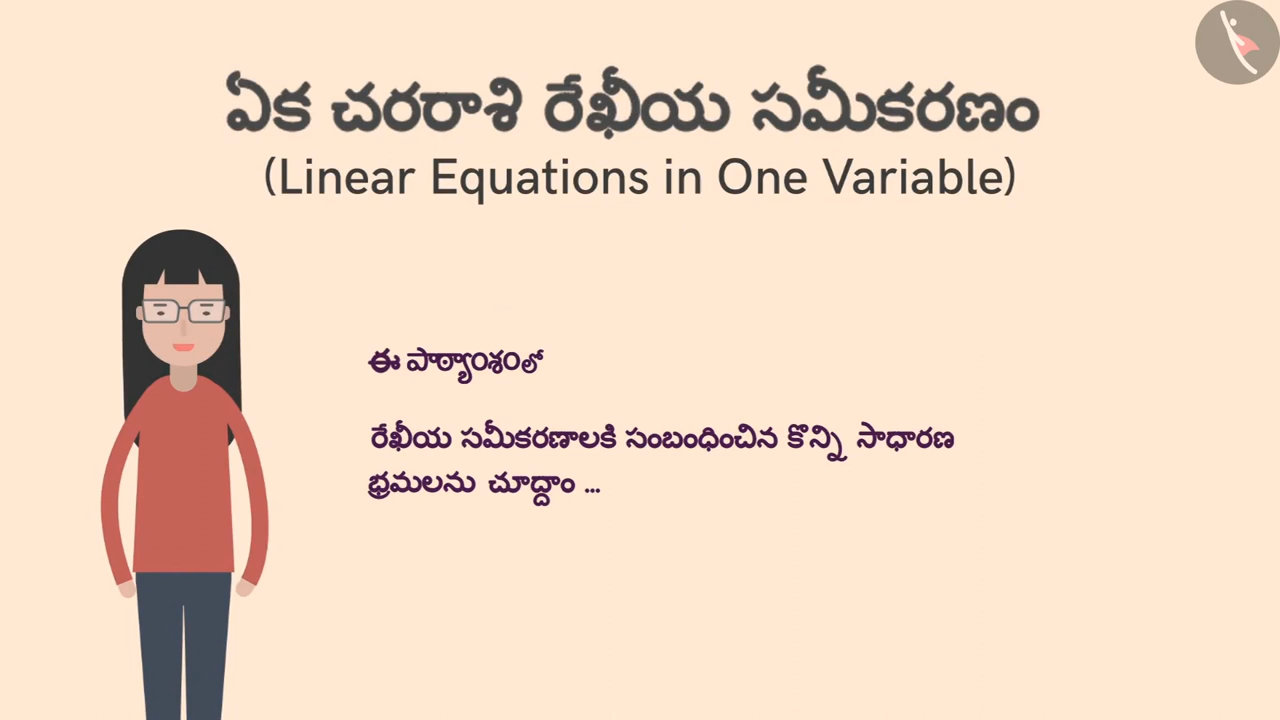 ఏక చరరాశి రేఖీయ సమీకరణం
(Linear Equations in One Variable)
ఈ పాఠ్యాంశంలో
రేఖీయ సమీకరణాలకి సంబంధించిన కొన్ని సాధారణ
భ్రమలను చూద్దాం ...